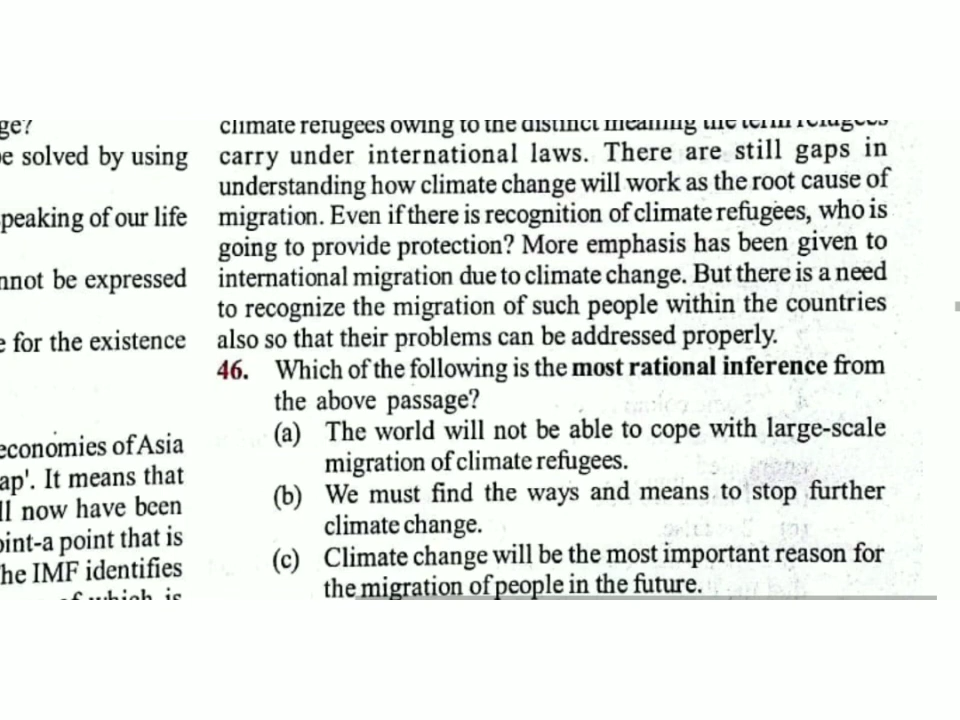 ge?
e solved by using
peaking of our life
nnot be expressed
e for the existence
economies of Asia
ap'. It means that
ll now have been
oint-a point that is
he IMF identifies
of which is
climate refugees owing to the distinct meaning the term refugees
carry under international laws. There are still gaps in
understanding how climate change will work as the root cause of
migration. Even if there is recognition of climate refugees, who is
going to provide protection? More emphasis has been given to
international migration due to climate change. But there is a need
to recognize the migration of such people within the countries
also so that their problems can be addressed properly.
46. Which of the following is the most rational inference from
the above passage?
(a) The world will not be able to cope with large-scale
migration of climate refugees.
(b) We must find the ways and means to stop further
climate change.
(c) Climate change will be the most important reason for
the migration of people in the future.